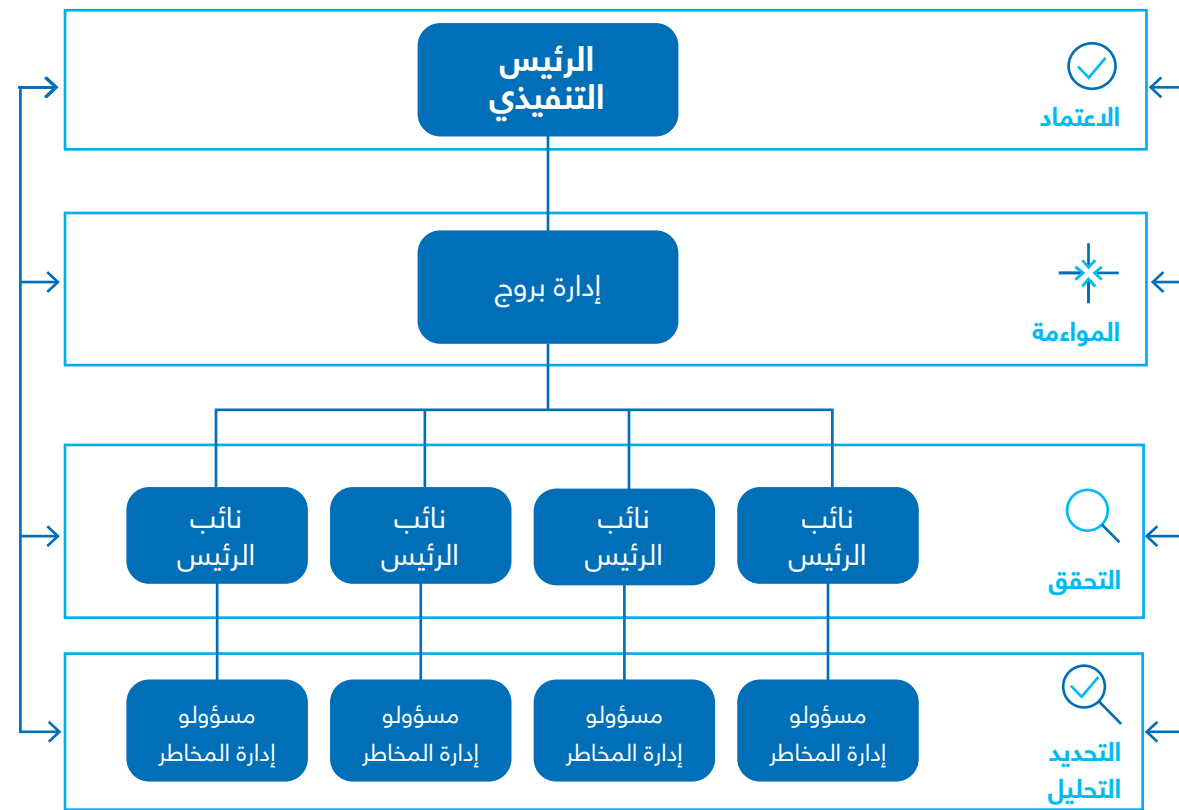 الرئيس
التنفيذي
الاعتماد
إدارة بروج
المواءمة
نائب
الرئيس
نائب
الرئيس
نائب
الرئيس
نائب
الرئيس
التحقق
مسؤولو
إدارة المخاطر
مسؤولو
إدارة المخاطر
مسؤولو
إدارة المخاطر
مسؤولو
إدارة المخاطر
التحديد
التحليل